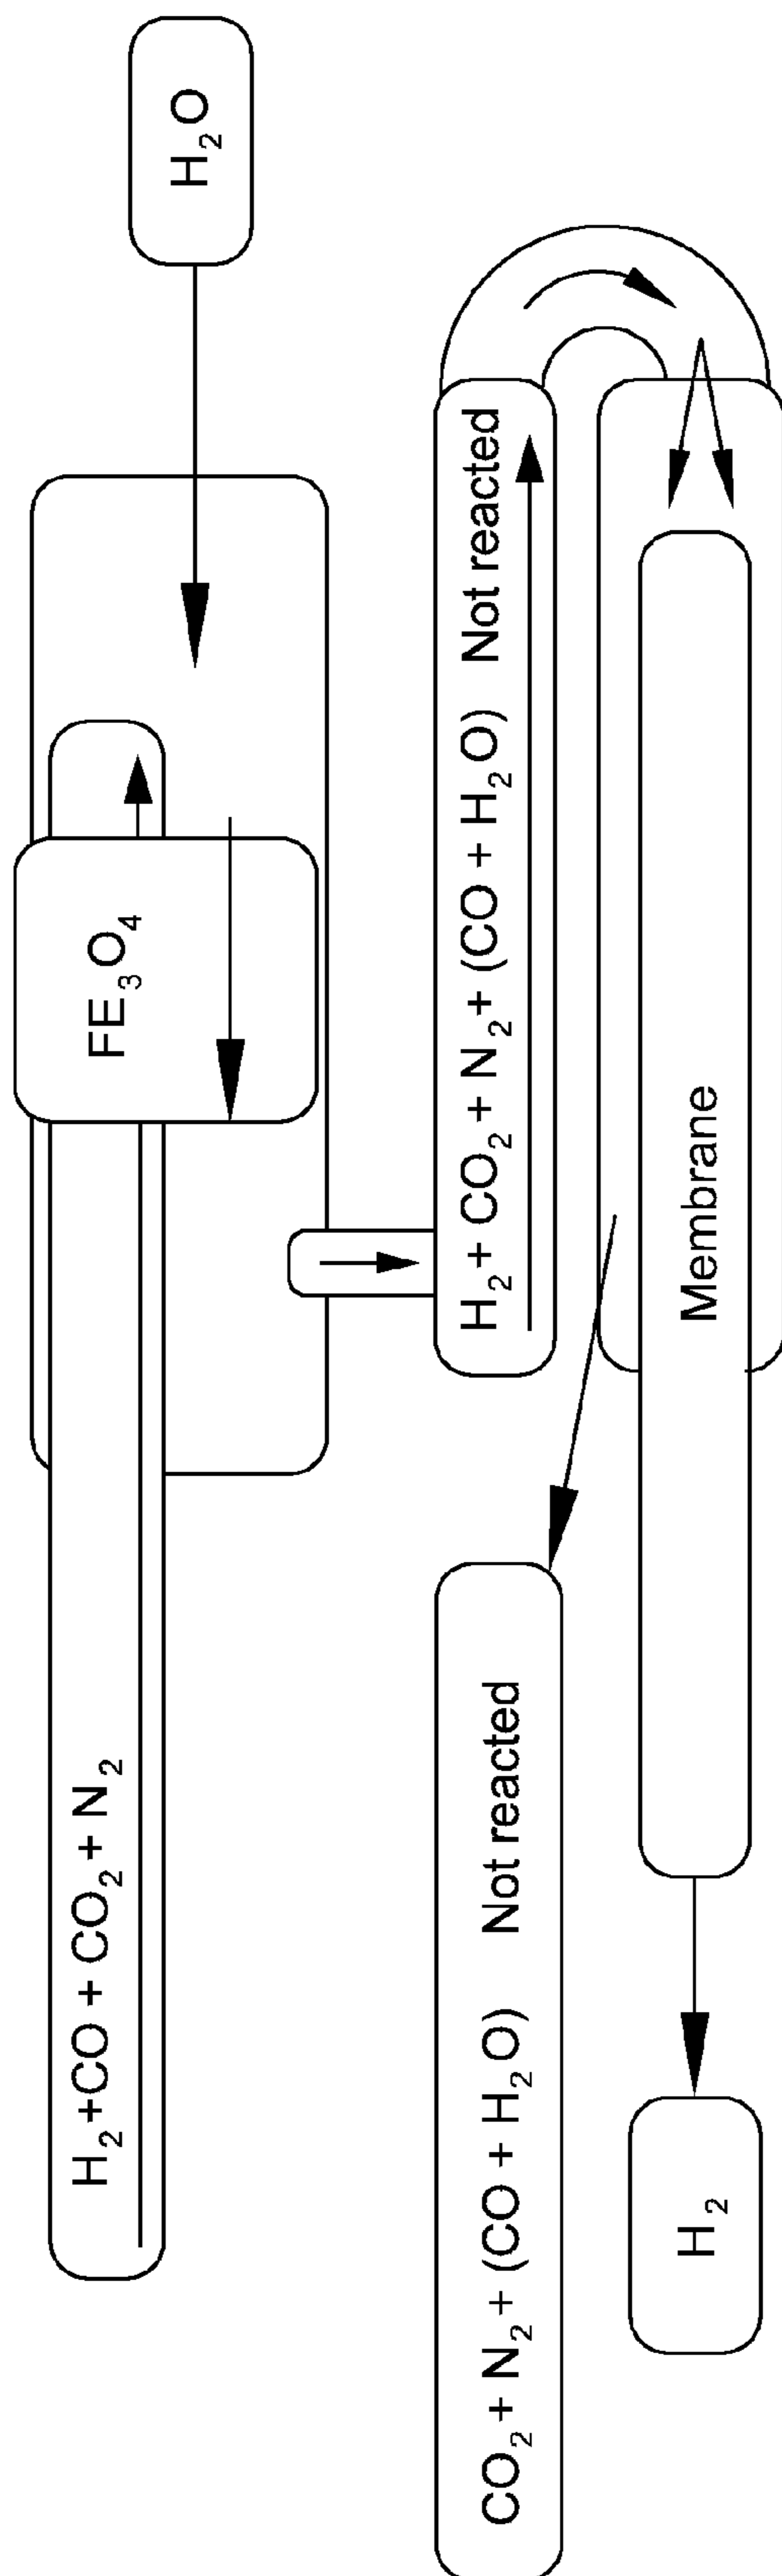 H₂O
FE₃O₄
H₂+CO + CO₂ + N₂
H₂ + CO₂ + N₂ + (CO + H₂O) Not reacted
Membrane
CO₂ + N₂ + (CO + H₂O) Not reacted
H₂